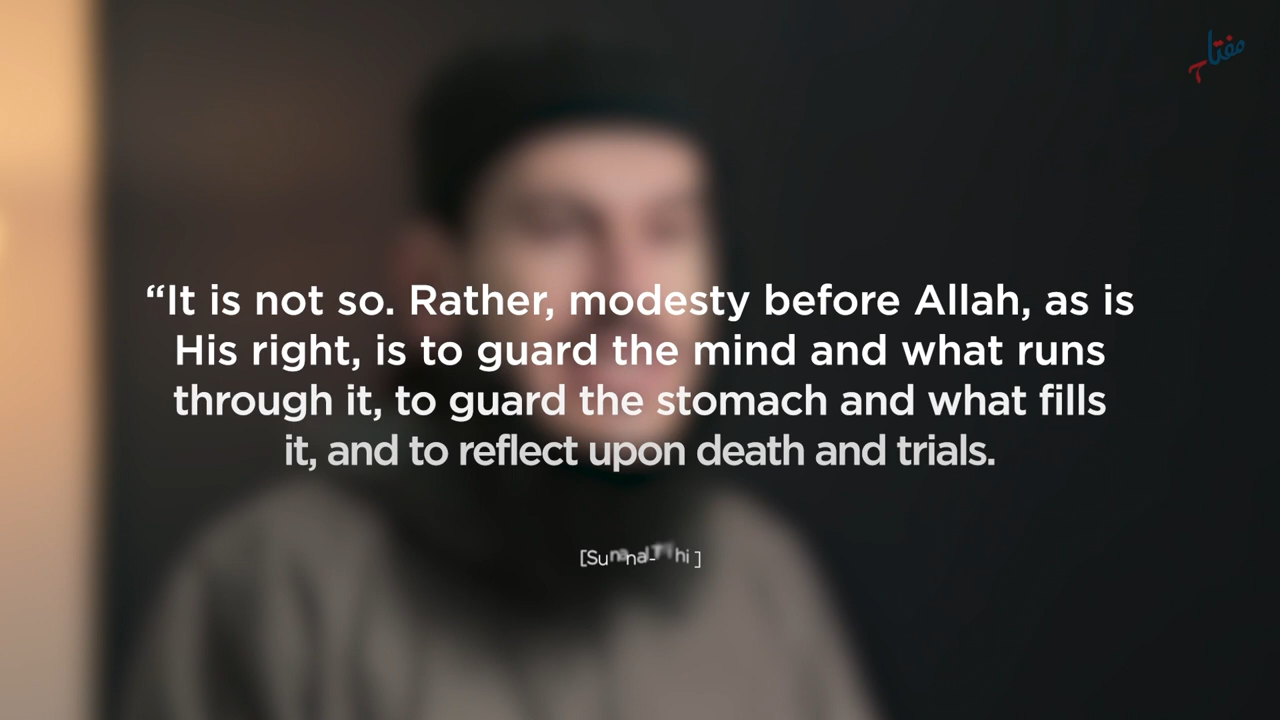 مفتاح
“It is not so. Rather, modesty before Allah, as is
His right, is to guard the mind and what runs
through it, to guard the stomach and what fills
it, and to reflect upon death and trials.